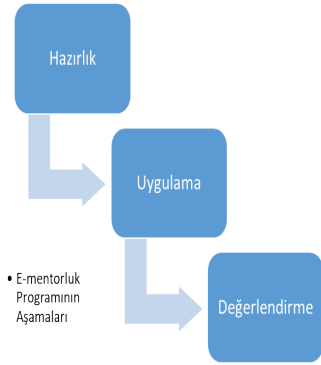 Hazırlık
Uygulama
• E-mentorluk
Programının
Aşamaları
Değerlendirme